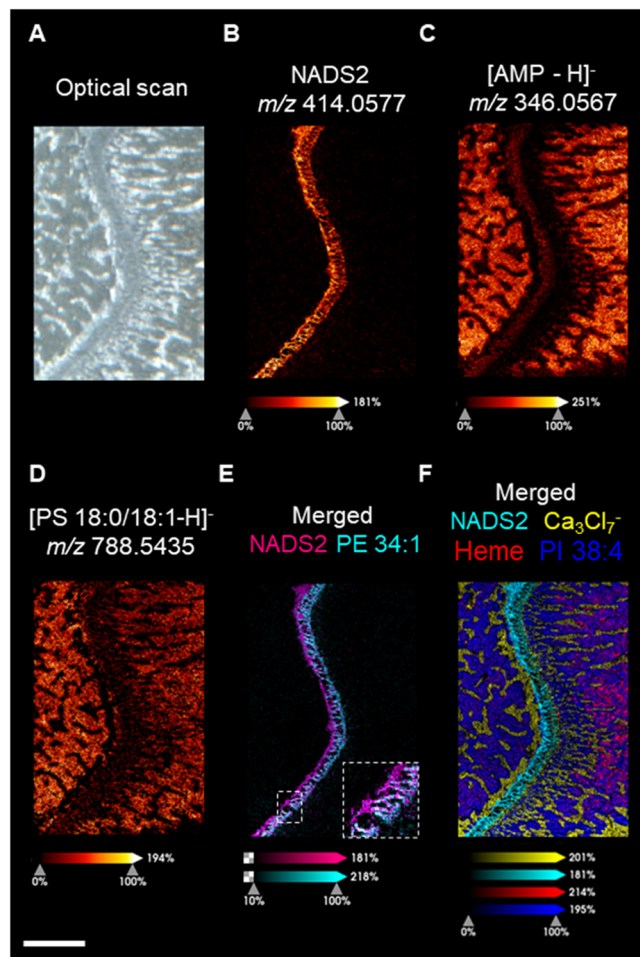 A
Optical scan
B
NADS2
m/z 414.0577
181%
0%
100%
C
[AMP - H]-
m/z 346.0567
251%
0%
100%
D
[PS 18:0/18:1-H]-
m/z 788.5435
194%
0%
100%
E
Merged
NADS2 PE 34:1
181%
218%
10%
100%
F
Merged
NADS2 Ca₃Cl₇⁻
Heme PI 38:4
201%
181%
214%
195%
0%
100%